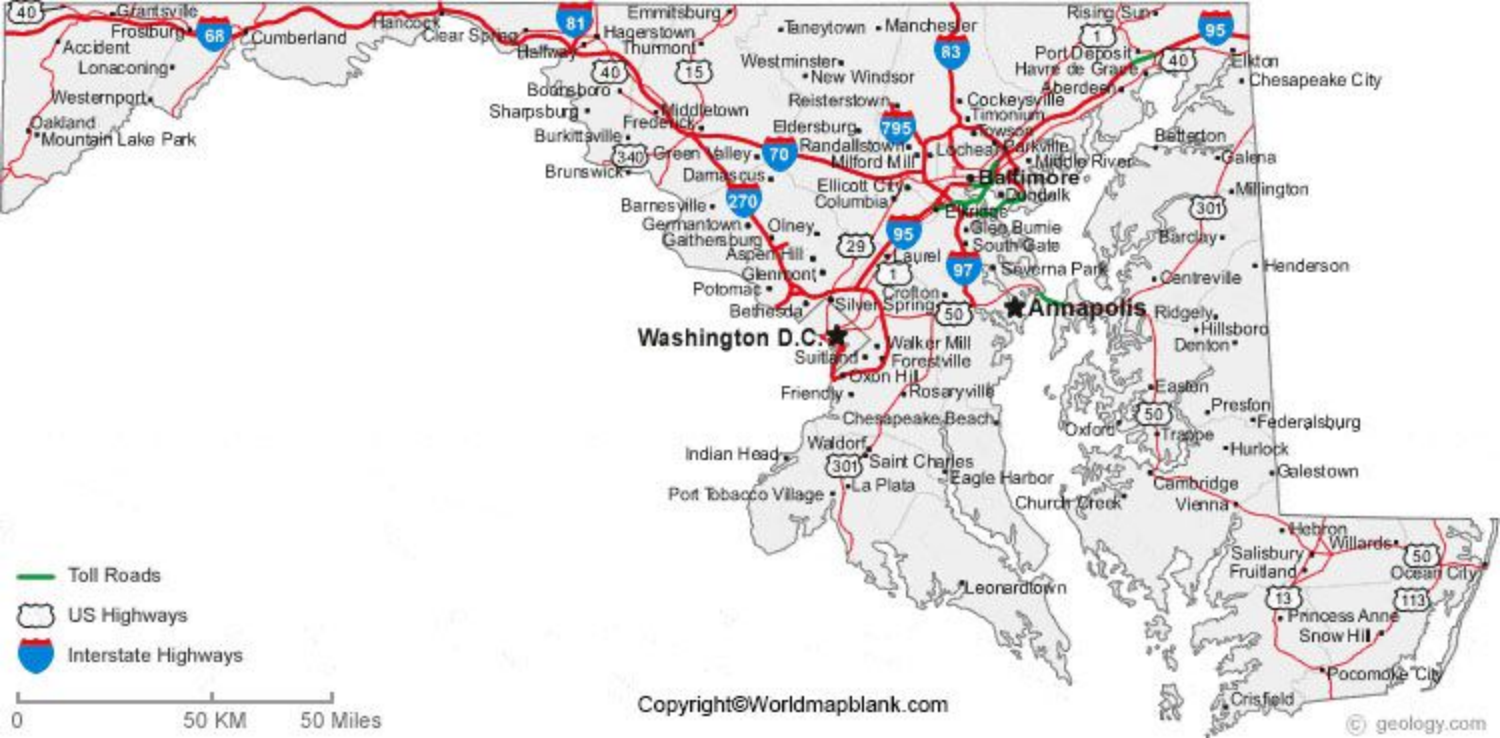 40
Grantsville
Frostburg
68
Cumberland
Accident
Lonaconing
Westernport
Oakland
Mountain Lake Park
Hancock
Clear Spring
81
Hagerstown
Halfway
Emmitsburg
Thurmont
Taneytown
Manchester
83
Rising Sun
1
95
Port Deposit
40
Elkton
Havre de Grace
Chesapeake City
Aberdeen
40
15
Westminster
New Windsor
Boonsboro
Sharpsburg
Middletown
Reisterstown
Cockeysville
Timonium
Frederick
Eldersburg
795
Towson
Burkittsville
Randallstown
Lochearn
Parkville
Betterton
340
Green Valley
70
Milford Mill
Middle River
Galena
Brunswick
Damascus
Baltimore
Ellicott City
Dundalk
Millington
Columbia
Barnesville
270
Elkridge
301
Germantown
Olney
95
Glen Burnie
Gaithersburg
29
South Gate
Barclay
Aspen Hill
Laurel
97
Severna Park
Henderson
Glenmont
1
Centreville
Potomac
Crofton
Bethesda
Silver Spring
50
Annapolis
Ridgely
Hillsboro
Washington D.C.
Walker Mill
Denton
Suitland
Forestville
Oxon Hill
Friendly
Rosaryville
Easton
Chesapeake Beach
50
Preston
Federalsburg
Oxford
Trappe
Waldorf
Indian Head
301
Saint Charles
Hurlock
Eagle Harbor
Galestown
La Plata
Cambridge
Port Tobacco Village
Church Creek
Vienna
Hebron
Willards
Salisbury
50
Fruitland
Ocean City
13
113
Leonardtown
Princess Anne
Snow Hill
Pocomoke City
Crisfield
Toll Roads
US Highways
Interstate Highways
0 50 KM 50 Miles
Copyright©Worldmapblank.com
© geology.com